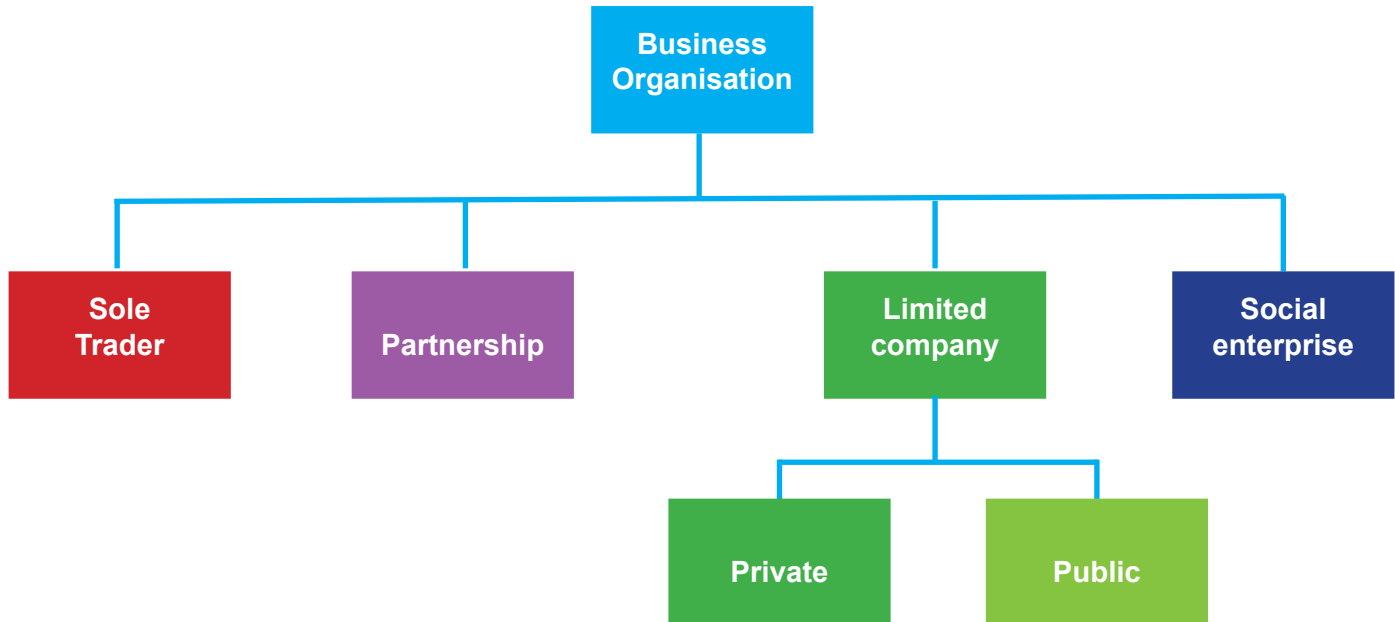 Business
Organisation
Sole
Trader
Partnership
Limited
company
Social
enterprise
Private
Public